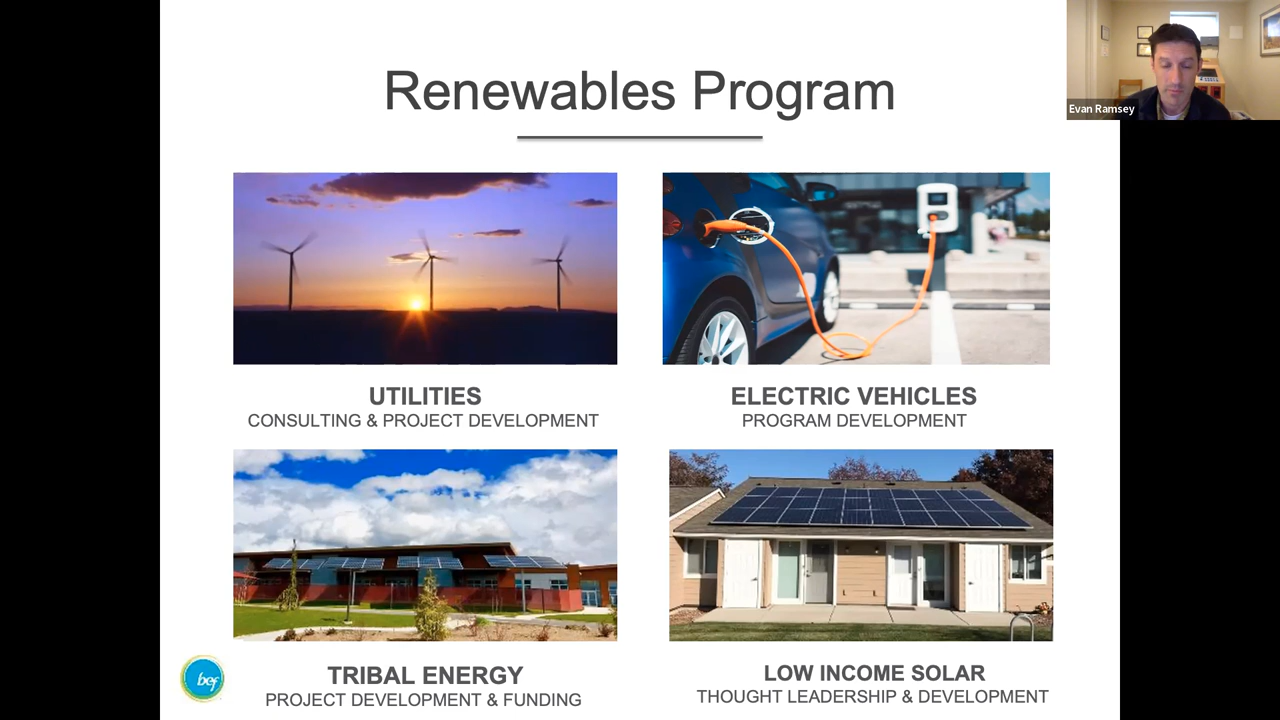 Renewables Program
Evan Ramsey
UTILITIES
CONSULTING & PROJECT DEVELOPMENT
ELECTRIC VEHICLES
PROGRAM DEVELOPMENT
TRIBAL ENERGY
PROJECT DEVELOPMENT & FUNDING
LOW INCOME SOLAR
THOUGHT LEADERSHIP & DEVELOPMENT
bef